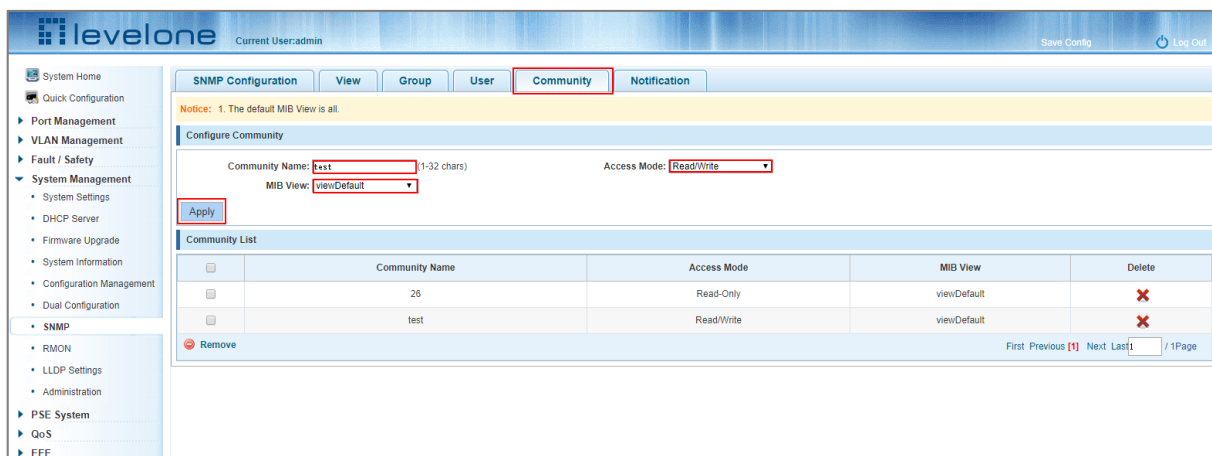 levelone Current User:admin Save Config Log Out
System Home
Quick Configuration
Port Management
VLAN Management
Fault / Safety
System Management
System Settings
DHCP Server
Firmware Upgrade
System Information
Configuration Management
Dual Configuration
SNMP
RMON
LLDP Settings
Administration
PSE System
QoS
EEE
SNMP Configuration View Group User Community Notification
Notice: 1. The default MIB View is all.
Configure Community
Community Name: test (1-32 chars) Access Mode: Read/Write
MIB View: viewDefault
Apply
Community List
Community Name Access Mode MIB View Delete
26 Read-Only viewDefault
test Read/Write viewDefault
Remove First Previous [1] Next Last 1 / 1Page